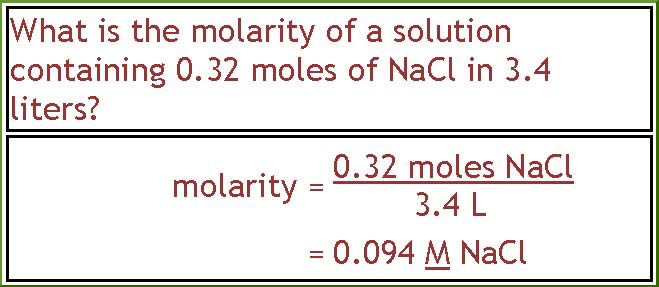 What is the molarity of a solution
containing 0.32 moles of NaCl in 3.4
liters?
molarity = 0.32 moles NaCl
3.4 L
= 0.094 M NaCl